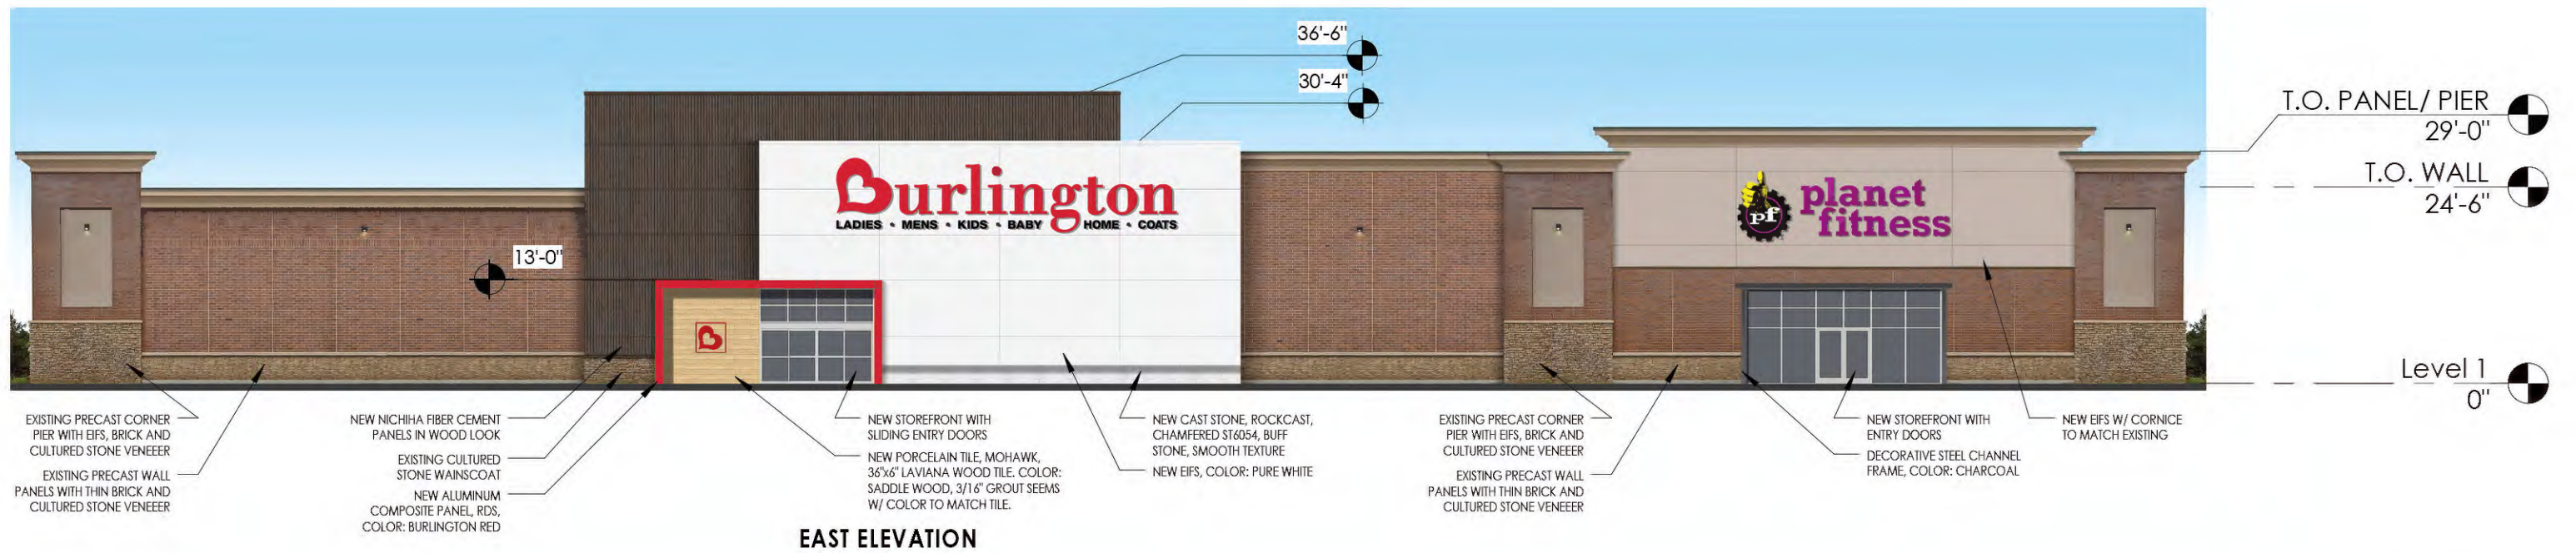 36'-6"
30'-4"
T.O. PANEL/ PIER
29'-0"
T.O. WALL
24'-6"
Burlington
LADIES • MENS • KIDS • BABY HOME • COATS
pf
planet
fitness
13'-0"
Level 1
0"
EXISTING PRECAST CORNER
PIER WITH EIFS, BRICK AND
CULTURED STONE VENEEER
EXISTING PRECAST WALL
PANELS WITH THIN BRICK AND
CULTURED STONE VENEEER
NEW NICHIHA FIBER CEMENT
PANELS IN WOOD LOOK
EXISTING CULTURED
STONE WAINSCOAT
NEW ALUMINUM
COMPOSITE PANEL, RDS,
COLOR: BURLINGTON RED
NEW STOREFRONT WITH
SLIDING ENTRY DOORS
NEW PORCELAIN TILE, MOHAWK,
36"x6" LAVIANA WOOD TILE. COLOR:
SADDLE WOOD, 3/16" GROUT SEEMS
W/ COLOR TO MATCH TILE.
NEW CAST STONE, ROCKCAST,
CHAMFERED ST6054, BUFF
STONE, SMOOTH TEXTURE
NEW EIFS, COLOR: PURE WHITE
EXISTING PRECAST CORNER
PIER WITH EIFS, BRICK AND
CULTURED STONE VENEEER
EXISTING PRECAST WALL
PANELS WITH THIN BRICK AND
CULTURED STONE VENEEER
NEW STOREFRONT WITH
ENTRY DOORS
DECORATIVE STEEL CHANNEL
FRAME, COLOR: CHARCOAL
NEW EIFS W/ CORNICE
TO MATCH EXISTING
EAST ELEVATION